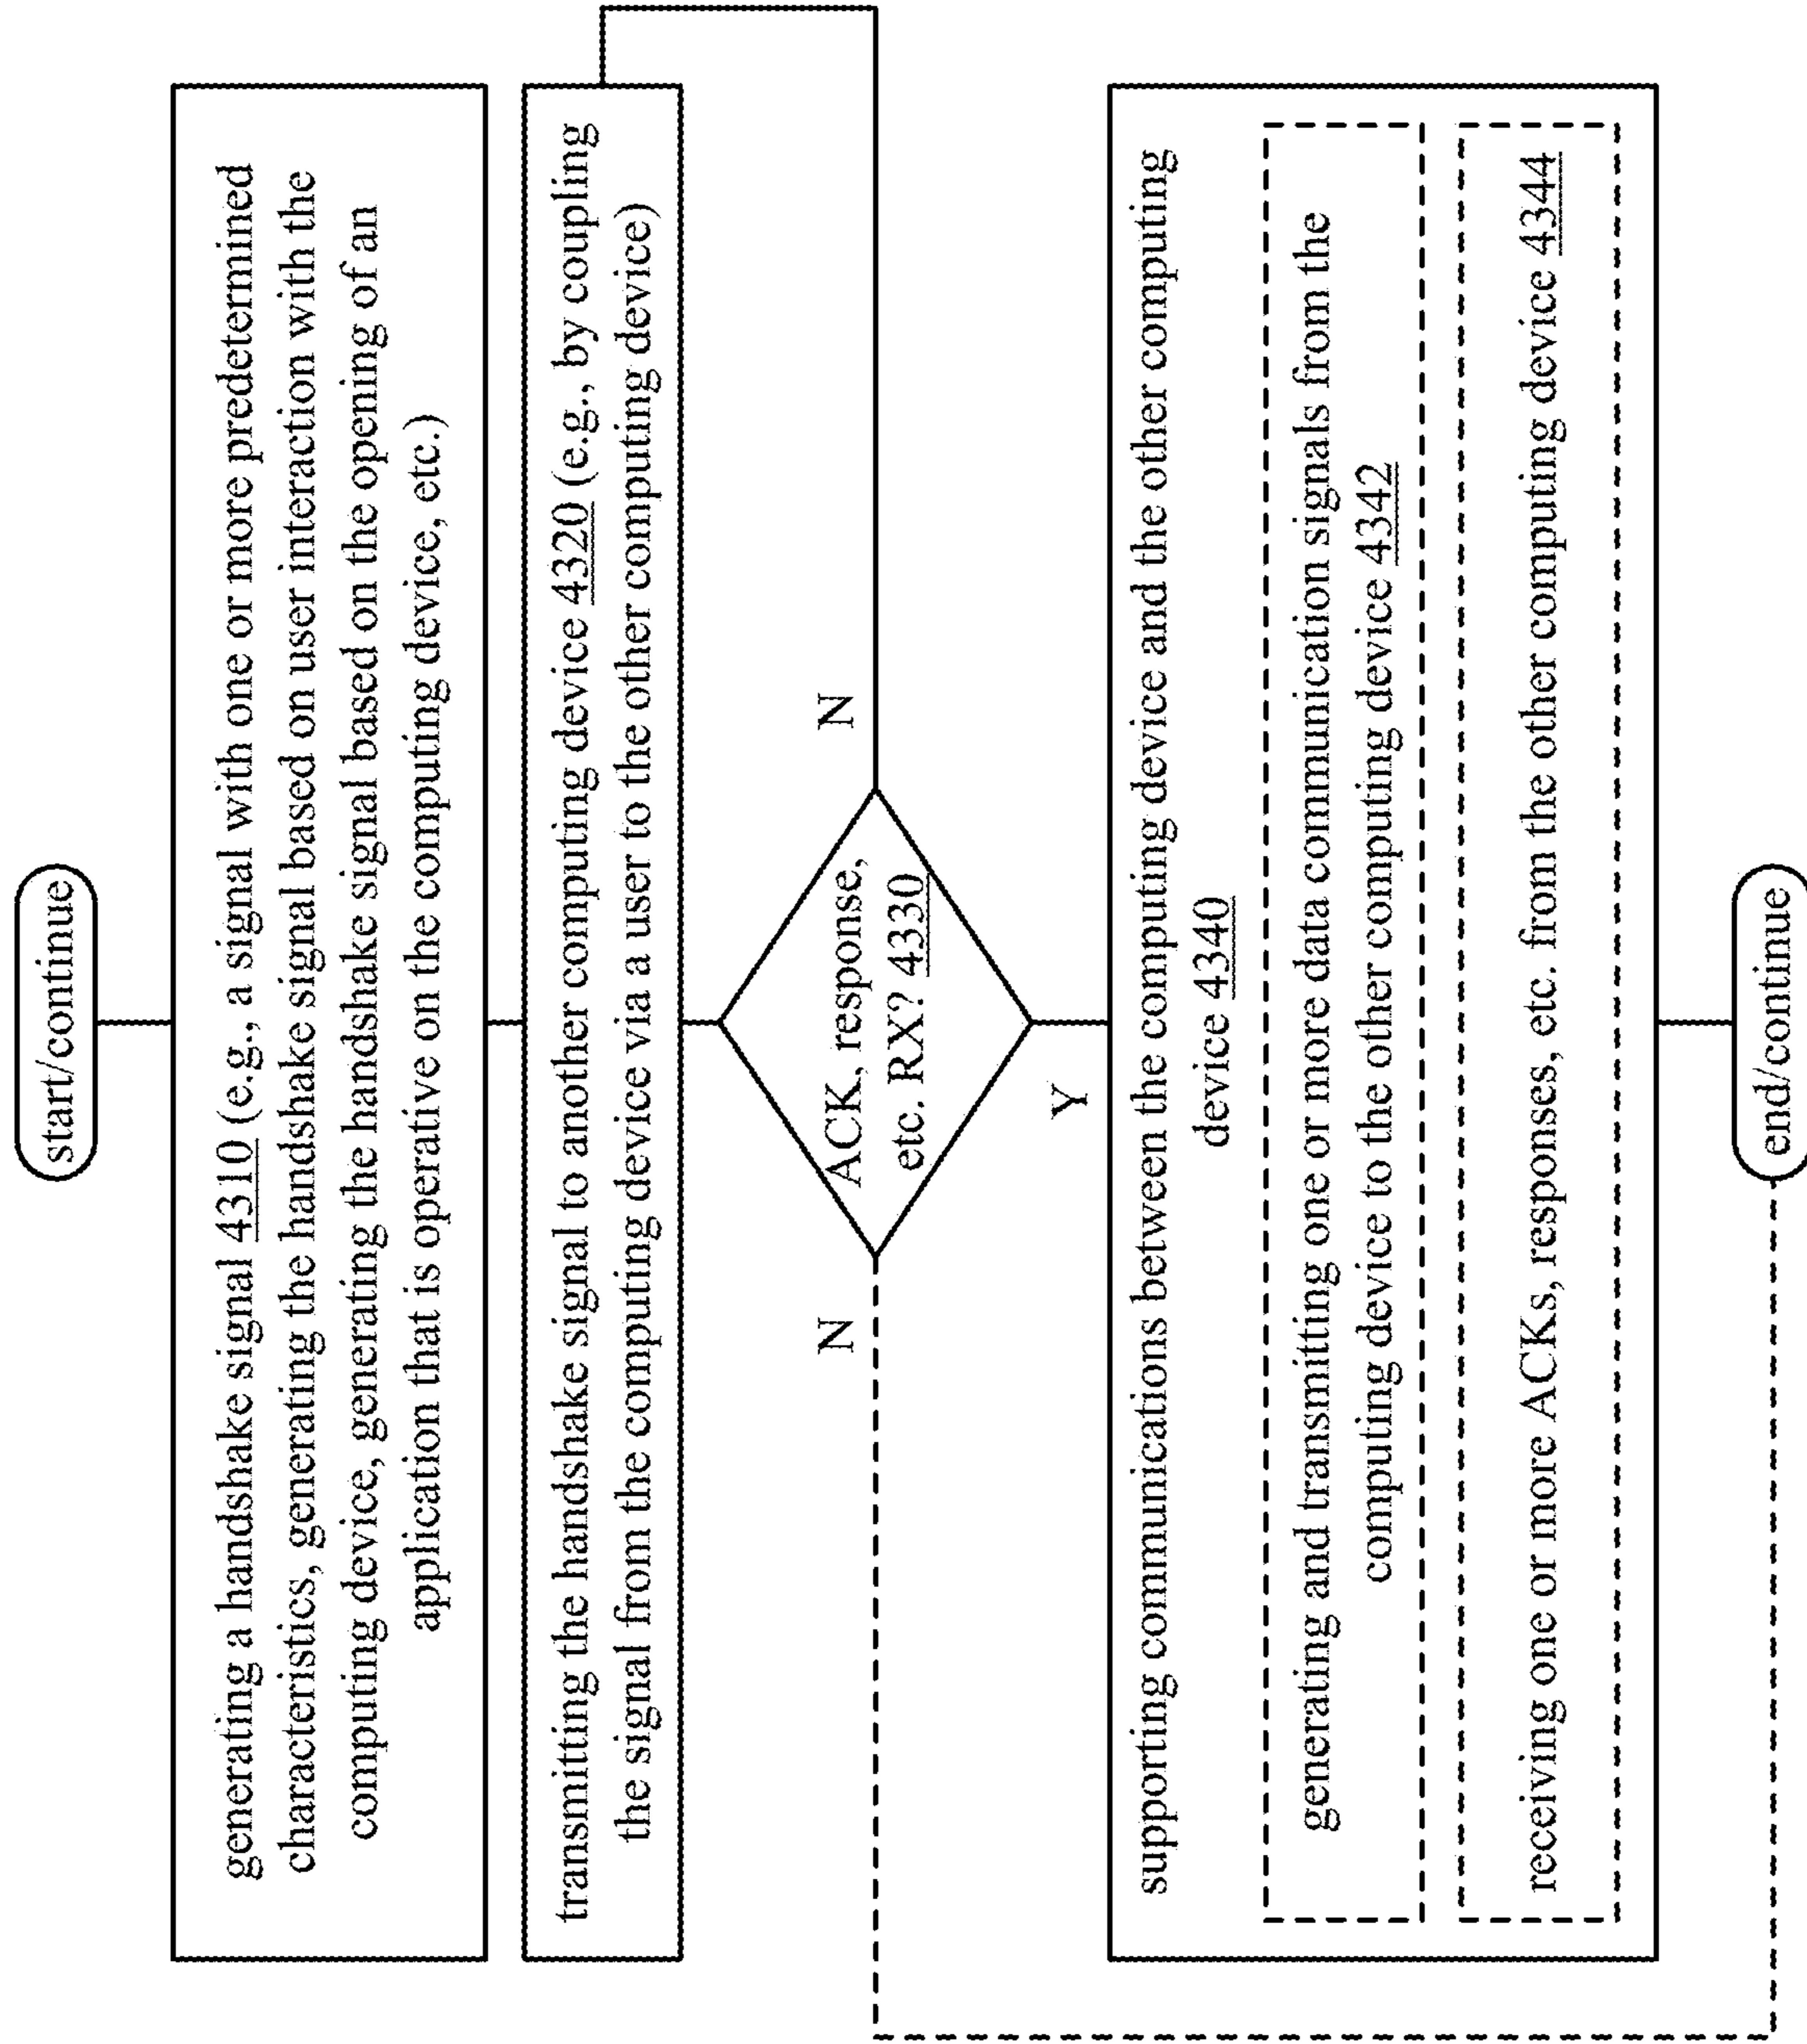 start/continue
generating a handshake signal 4310 (e.g., a signal with one or more predetermined
characteristics, generating the handshake signal based on user interaction with the
computing device, generating the handshake signal based on the opening of an
application that is operative on the computing device, etc.)
transmitting the handshake signal to another computing device 4320 (e.g., by coupling
the signal from the computing device via a user to the other computing device)
ACK, response,
etc. RX? 4330
N
N
Y
supporting communications between the computing device and the other computing
device 4340
generating and transmitting one or more data communication signals from the
computing device to the other computing device 4342
receiving one or more ACKs, responses, etc. from the other computing device 4344
end/continue